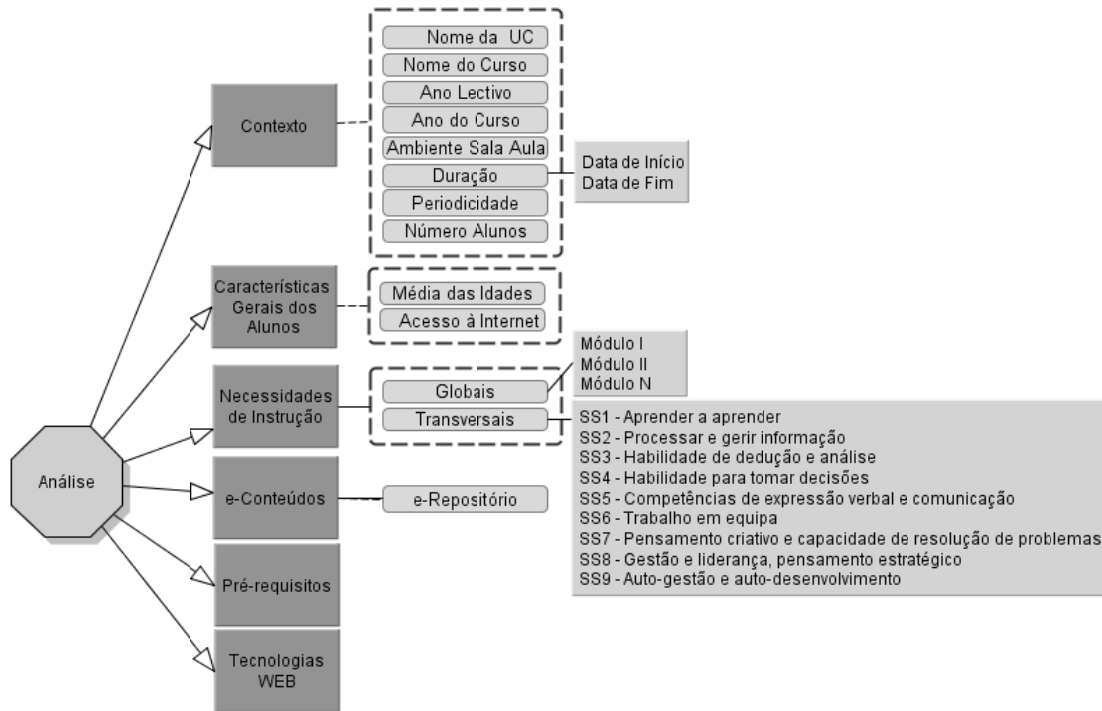 Análise
Contexto
Nome da UC
Nome do Curso
Ano Lectivo
Ano do Curso
Ambiente Sala Aula
Duração
Periodicidade
Número Alunos
Data de Início
Data de Fim
Características
Gerais dos
Alunos
Média das Idades
Acesso à Internet
Necessidades
de Instrução
Globais
Transversais
Módulo I
Módulo II
Módulo N
SS1 - Aprender a aprender
SS2 - Processar e gerir informação
SS3 - Habilidade de dedução e análise
SS4 - Habilidade para tomar decisões
SS5 - Competências de expressão verbal e comunicação
SS6 - Trabalho em equipa
SS7 - Pensamento criativo e capacidade de resolução de problemas
SS8 - Gestão e liderança, pensamento estratégico
SS9 - Auto-gestão e auto-desenvolvimento
e-Conteúdos
e-Repositório
Pré-requisitos
Tecnologias
WEB